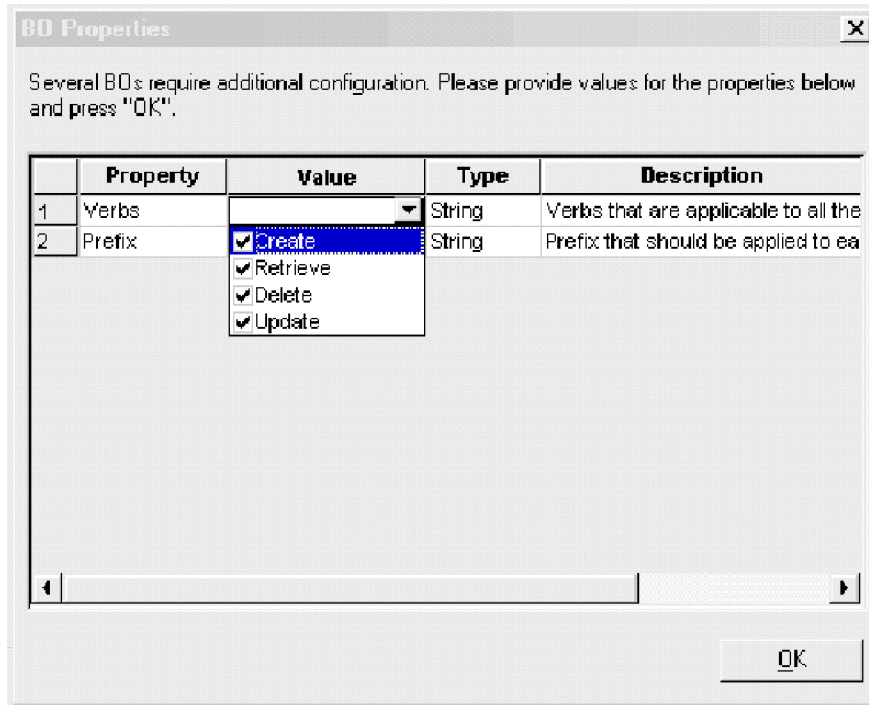 BO Properties
Several BOs require additional configuration. Please provide values for the properties below
and press "OK".
Property Value Type Description
1 Verbs String Verbs that are applicable to all the
2 Prefix Create String Prefix that should be applied to ea
Retrieve
Delete
Update
OK